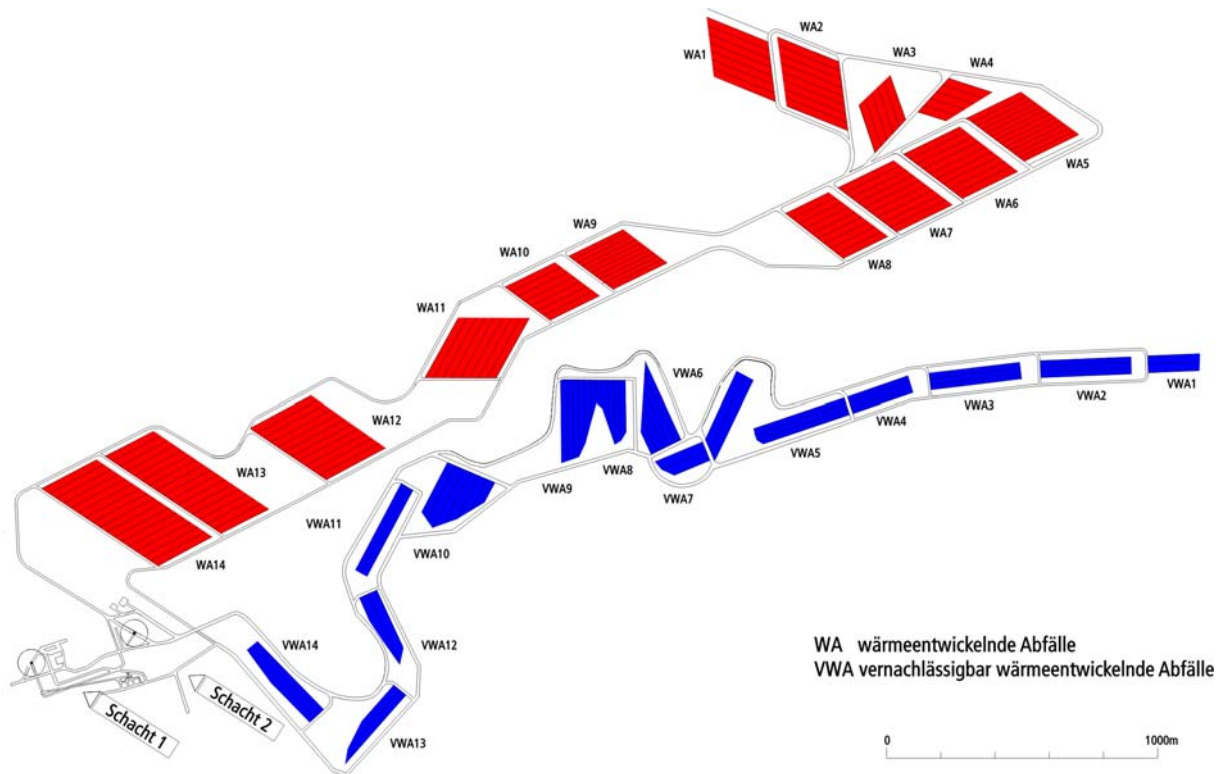 WA1
WA2
WA3
WA4
WA5
WA6
WA7
WA8
WA9
WA10
WA11
WA12
WA13
WA14
VWA1
VWA2
VWA3
VWA4
VWA5
VWA6
VWA7
VWA8
VWA9
VWA10
VWA11
VWA12
VWA13
VWA14
Schacht 1
Schacht 2
WA wärmeentwickelnde Abfälle
VWA vernachlässigbar wärmeentwickelnde Abfälle
0 1000m